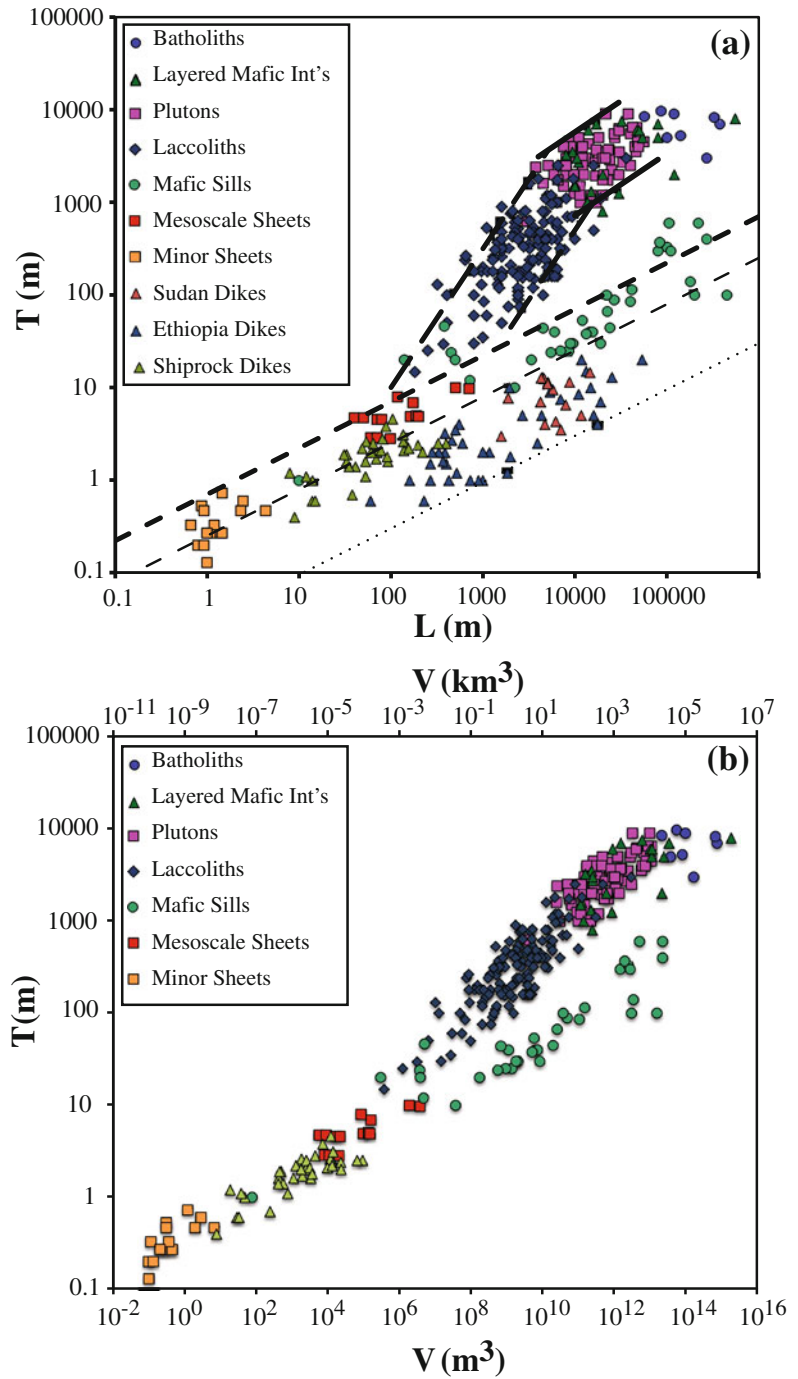 100000
(a)
Batholiths
Layered Mafic Int's
10000
Plutons
Laccoliths
Mafic Sills
1000
Mesoscale Sheets
Minor Sheets
T (m)
100
Sudan Dikes
Ethiopia Dikes
Shiprock Dikes
10
1
0.1
0.1 1 10 100 1000 10000 100000
L (m)
V (km³)
10⁻¹¹ 10⁻⁹ 10⁻⁷ 10⁻⁵ 10⁻³ 10⁻¹ 10¹ 10³ 10⁵ 10⁷
100000
(b)
Batholiths
Layered Mafic Int's
10000
Plutons
Laccoliths
Mafic Sills
1000
Mesoscale Sheets
Minor Sheets
T(m)
100
10
1
0.1
10⁻² 10⁰ 10² 10⁴ 10⁶ 10⁸ 10¹⁰ 10¹² 10¹⁴ 10¹⁶
V (m³)